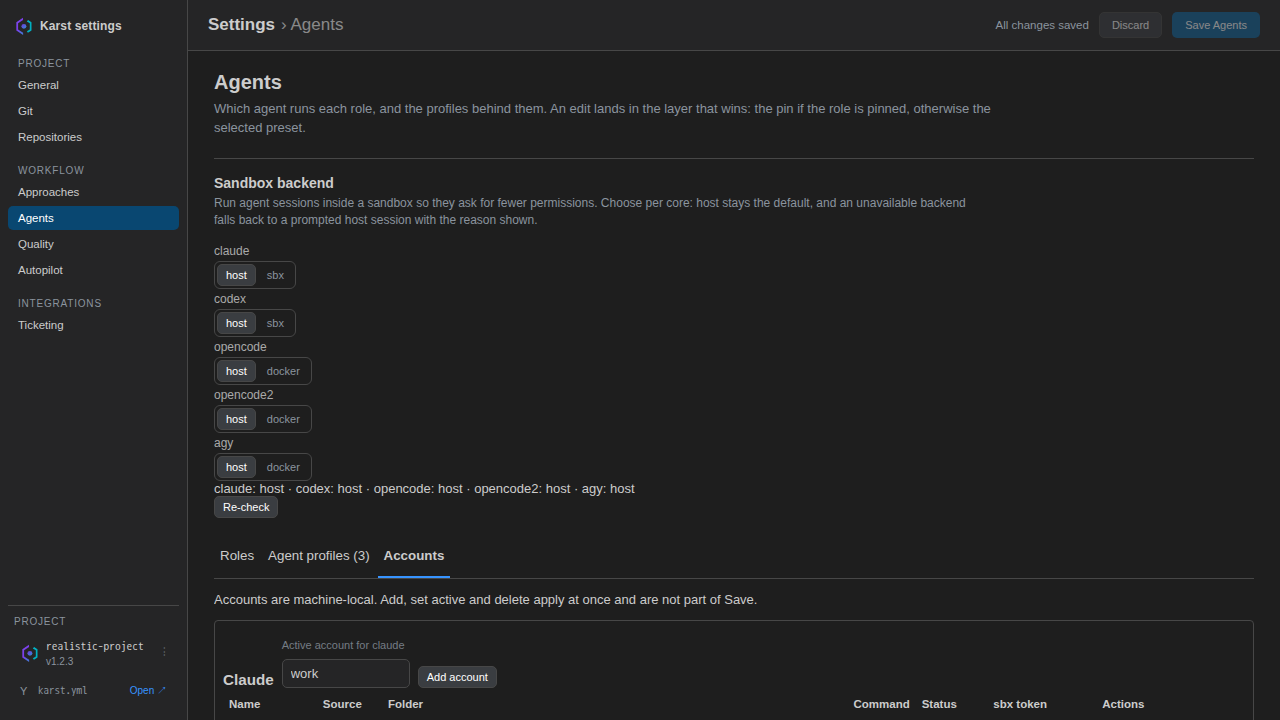 Karst settings
PROJECT
General
Git
Repositories
WORKFLOW
Approaches
Agents
Quality
Autopilot
INTEGRATIONS
Ticketing
PROJECT
realistic-project
v1.2.3
Y karst.yml Open ↗
Settings › Agents
All changes saved Discard Save Agents
Agents
Which agent runs each role, and the profiles behind them. An edit lands in the layer that wins: the pin if the role is pinned, otherwise the
selected preset.
Sandbox backend
Run agent sessions inside a sandbox so they ask for fewer permissions. Choose per core: host stays the default, and an unavailable backend
falls back to a prompted host session with the reason shown.
claude
host sbx
codex
host sbx
opencode
host docker
opencode2
host docker
agy
host docker
claude: host · codex: host · opencode: host · opencode2: host · agy: host
Re-check
Roles Agent profiles (3) Accounts
Accounts are machine-local. Add, set active and delete apply at once and are not part of Save.
Active account for claude
Claude work Add account
Name Source Folder Command Status sbx token Actions